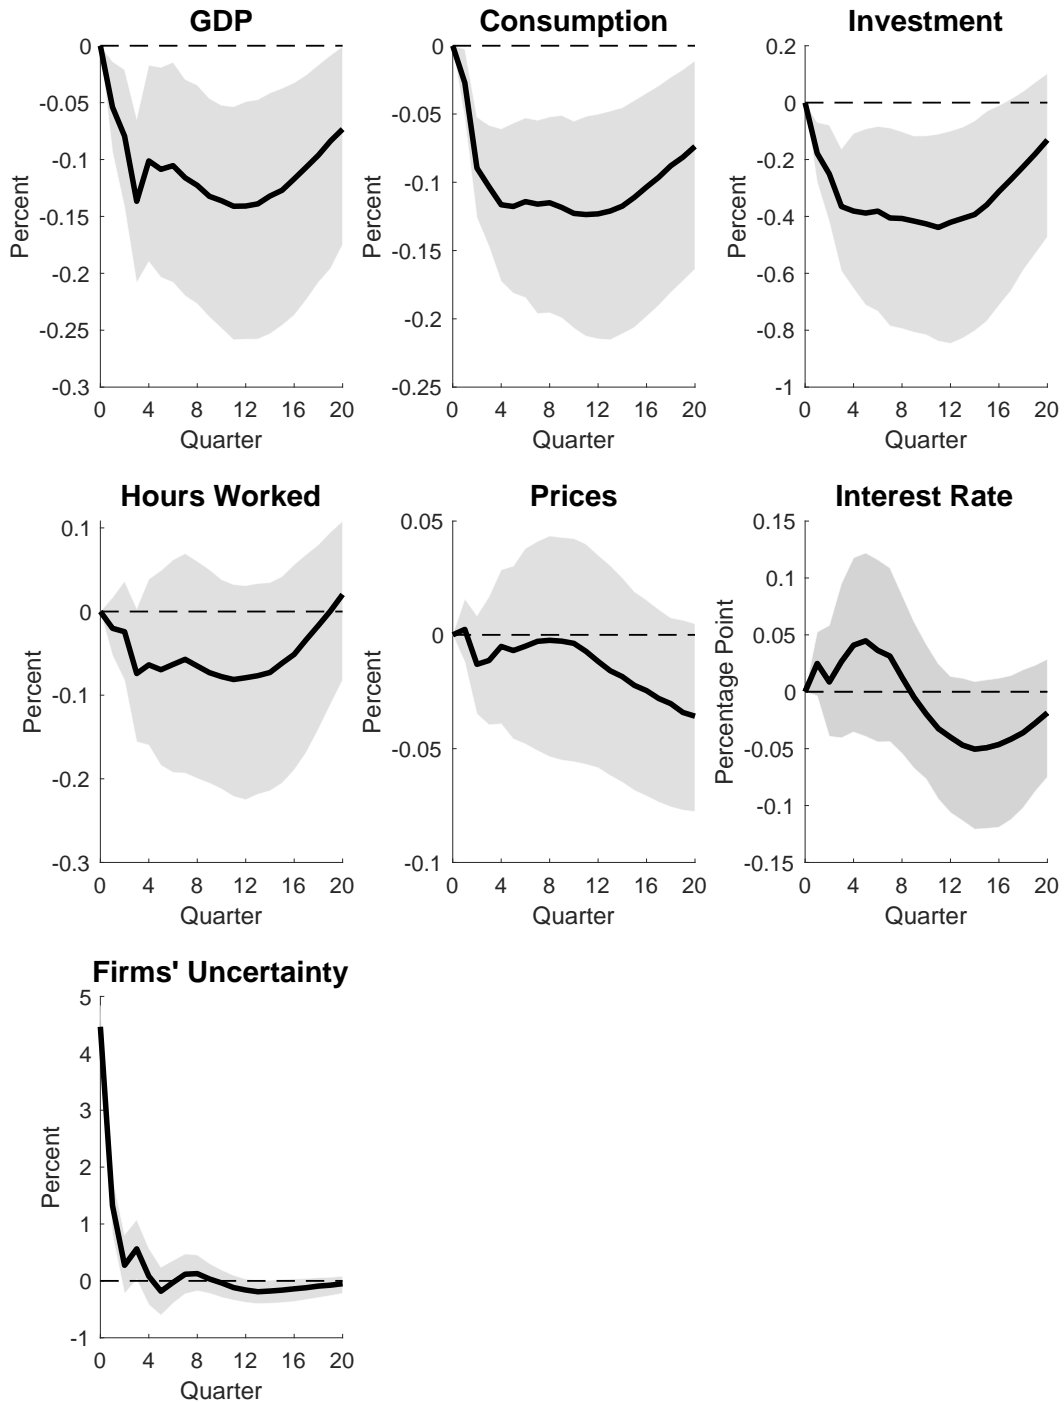 GDP
Percent
0
-0.05
-0.1
-0.15
-0.2
-0.25
-0.3
0 4 8 12 16 20
Quarter
Consumption
Percent
0
-0.05
-0.1
-0.15
-0.2
-0.25
0 4 8 12 16 20
Quarter
Investment
Percent
0.2
0
-0.2
-0.4
-0.6
-0.8
-1
0 4 8 12 16 20
Quarter
Hours Worked
Percent
0.1
0
-0.1
-0.2
-0.3
0 4 8 12 16 20
Quarter
Prices
Percent
0.05
0
-0.05
-0.1
0 4 8 12 16 20
Quarter
Interest Rate
Percentage Point
0.15
0.1
0.05
0
-0.05
-0.1
-0.15
0 4 8 12 16 20
Quarter
Firms' Uncertainty
Percent
5
4
3
2
1
0
-1
0 4 8 12 16 20
Quarter